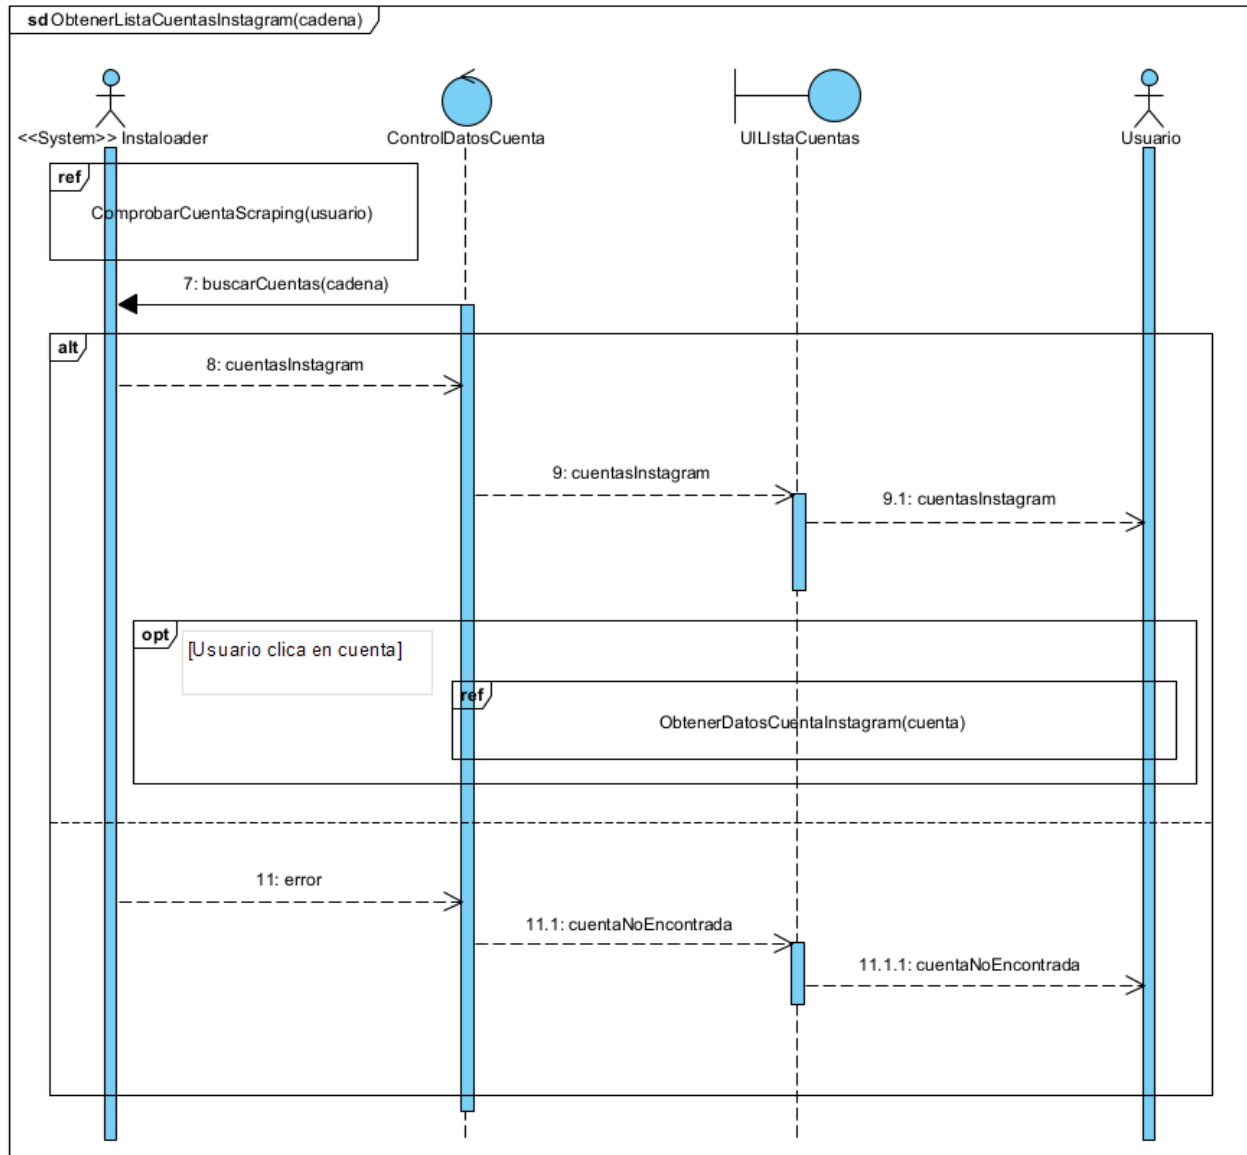 sd ObtenerListaCuentasInstagram(cadena)
<<System>> Instaloader
ControlDatosCuenta
UILIstaCuentas
Usuario
ref
ComprobarCuentaScraping(usuario)
7: buscarCuentas(cadena)
alt
8: cuentasInstagram
9: cuentasInstagram
9.1: cuentasInstagram
opt
[Usuario clica en cuenta]
ref
ObtenerDatosCuentaInstagram(cuenta)
11: error
11.1: cuentaNoEncontrada
11.1.1: cuentaNoEncontrada